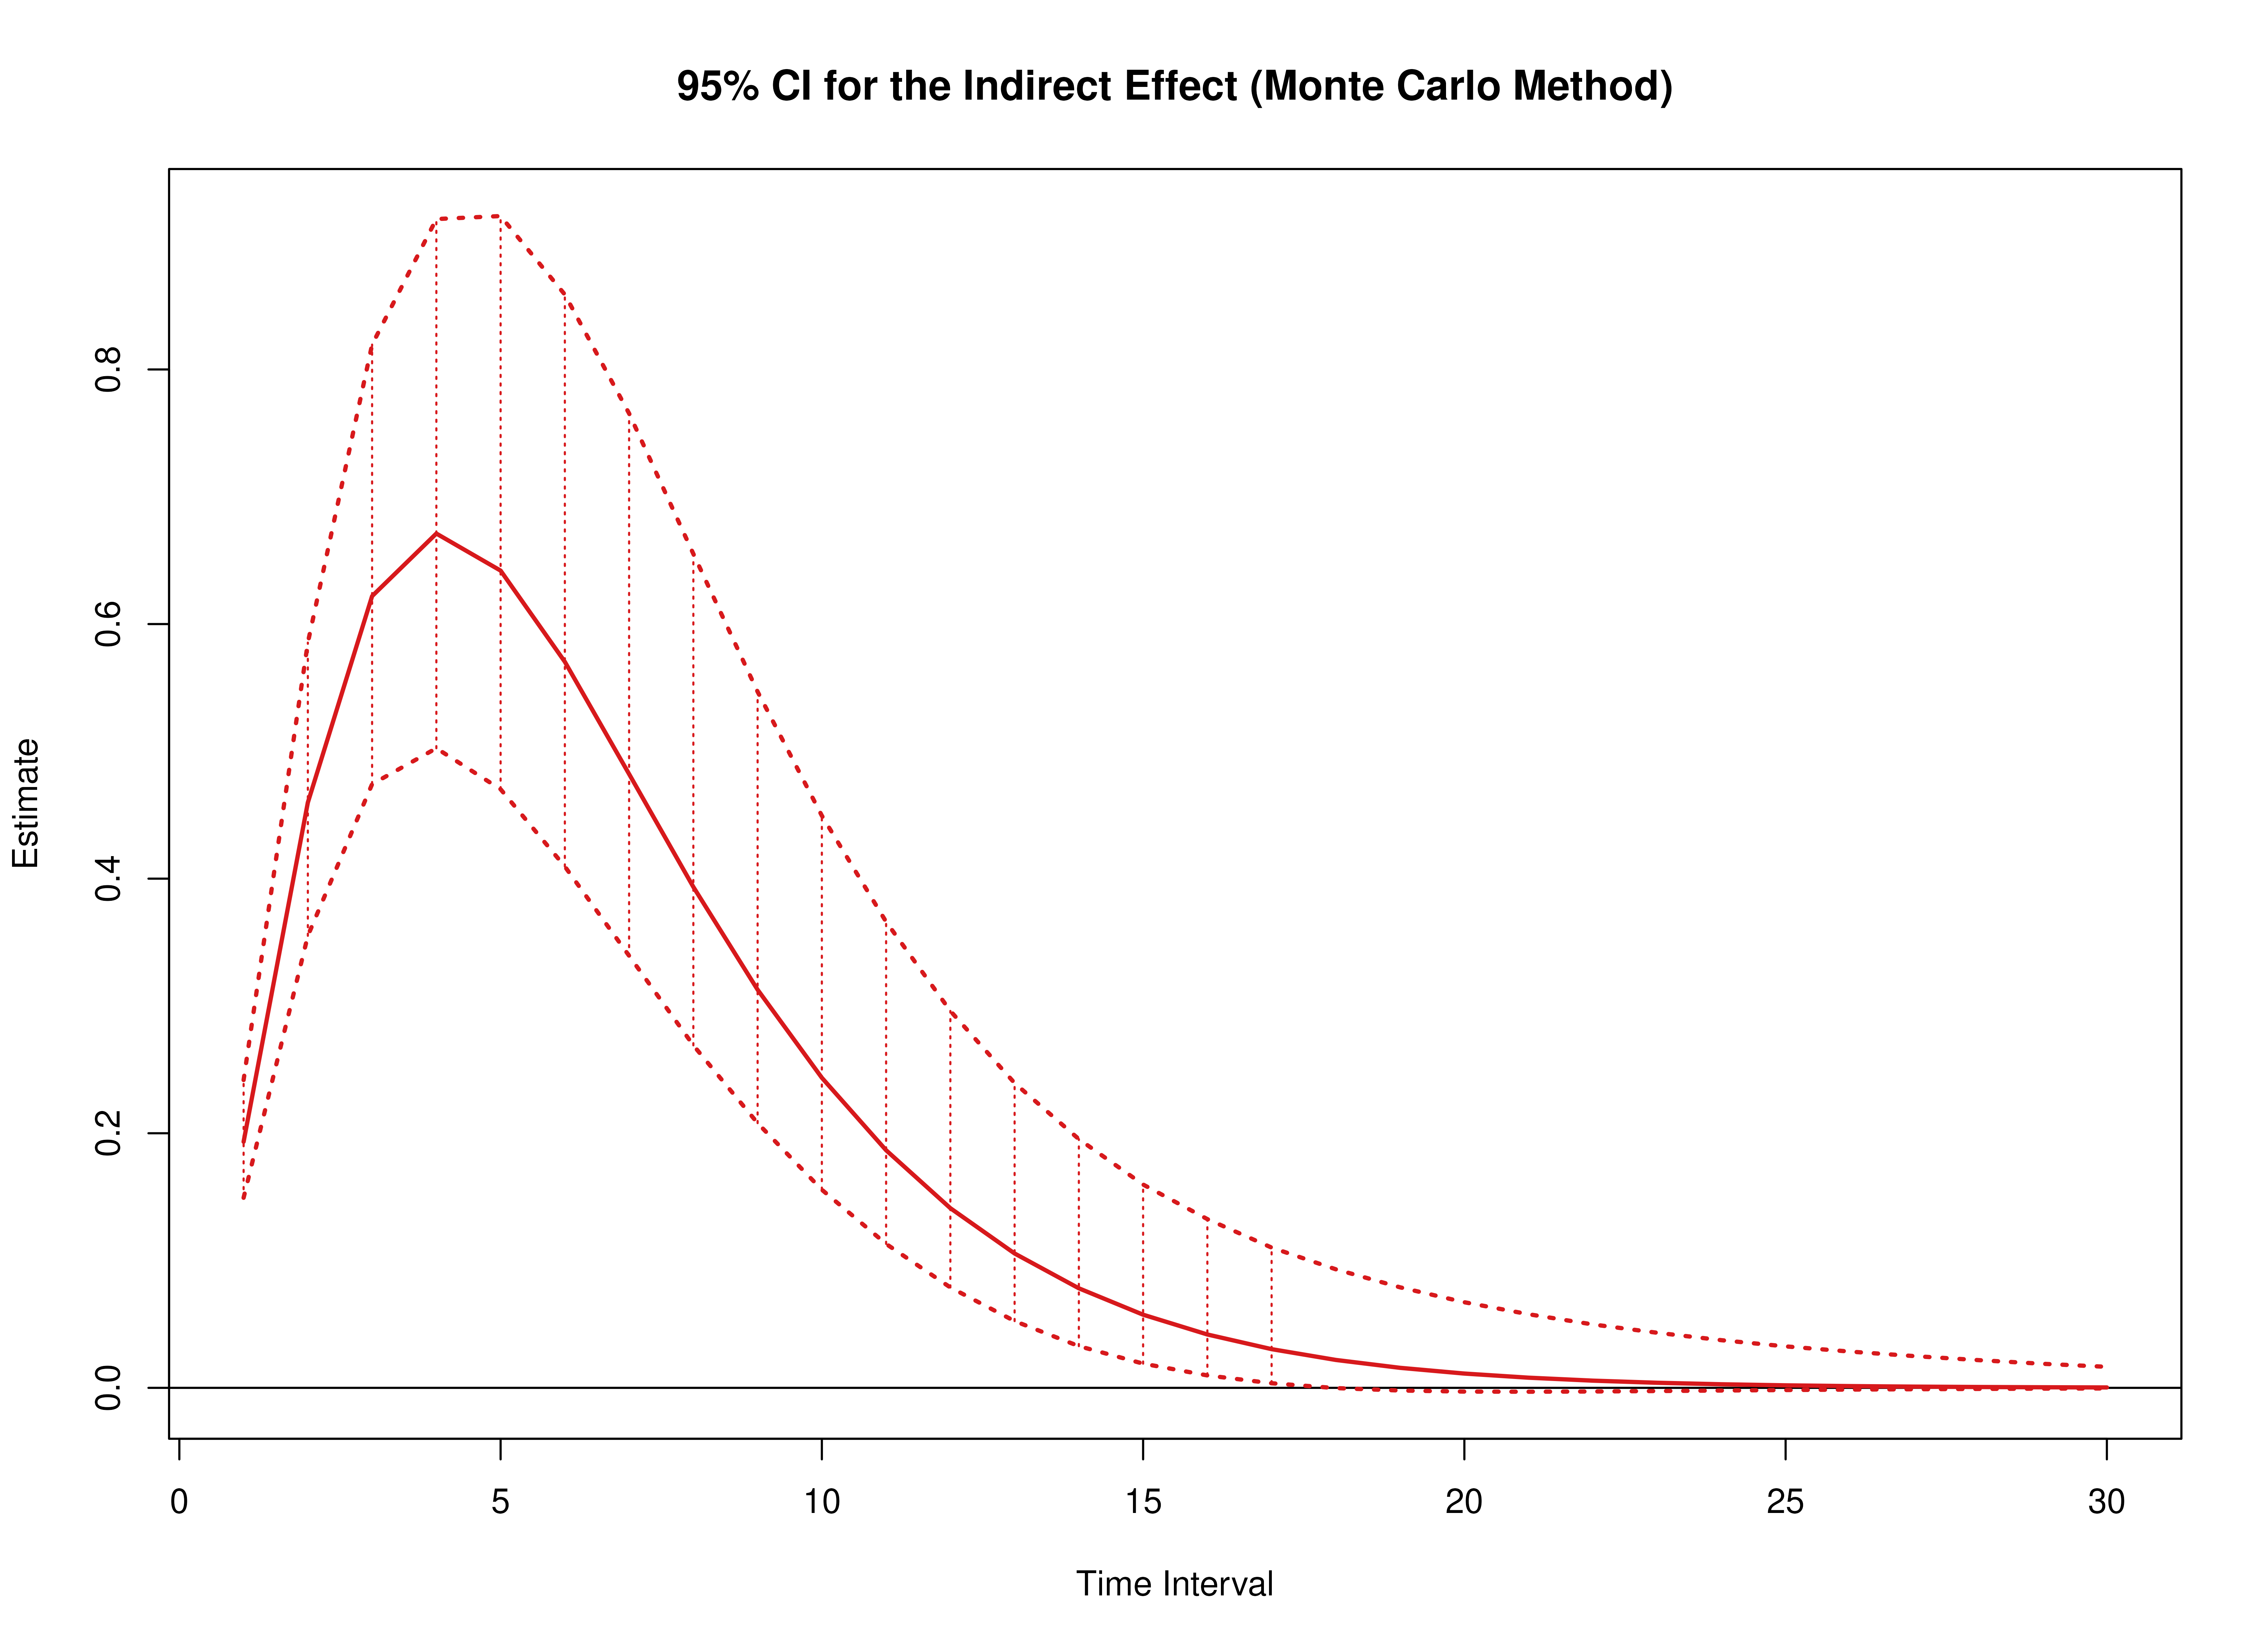 95% CI for the Indirect Effect (Monte Carlo Method)
Estimate
0.8
0.6
0.4
0.2
0.0
0 5 10 15 20 25 30
Time Interval